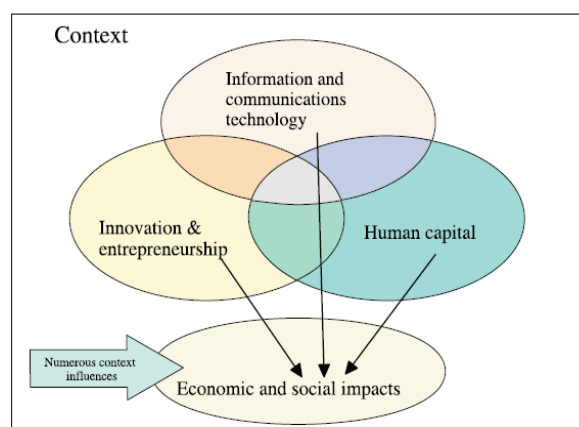 Context
Information and
communications
technology
Innovation &
entrepreneurship
Human capital
Numerous context
influences
Economic and social impacts